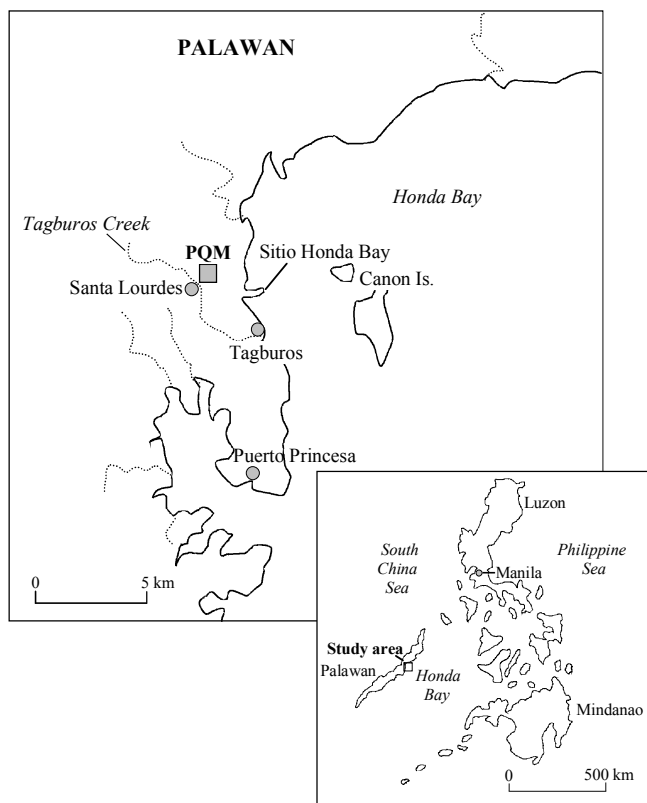 PALAWAN
Honda Bay
Tagburos Creek
PQM
Sitio Honda Bay
Canon Is.
Santa Lourdes
Tagburos
Puerto Princesa
0
5 km
Luzon
South
China
Sea
Philippine
Sea
Manila
Study area
Palawan
Honda
Bay
Mindanao
0
500 km